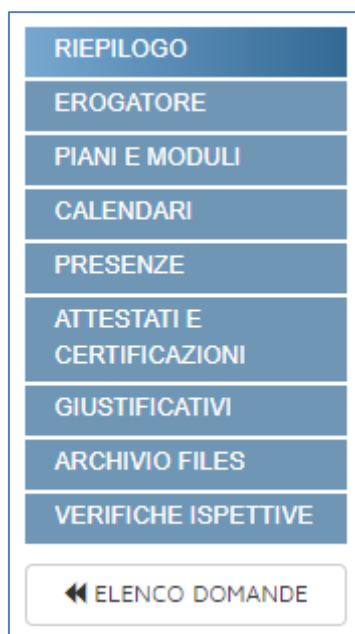 RIEPILOGO
EROGATORE
PIANI E MODULI
CALENDARI
PRESENZE
ATTESTATI E
CERTIFICAZIONI
GIUSTIFICATIVI
ARCHIVIO FILES
VERIFICHE ISPETTIVE
ELENCO DOMANDE